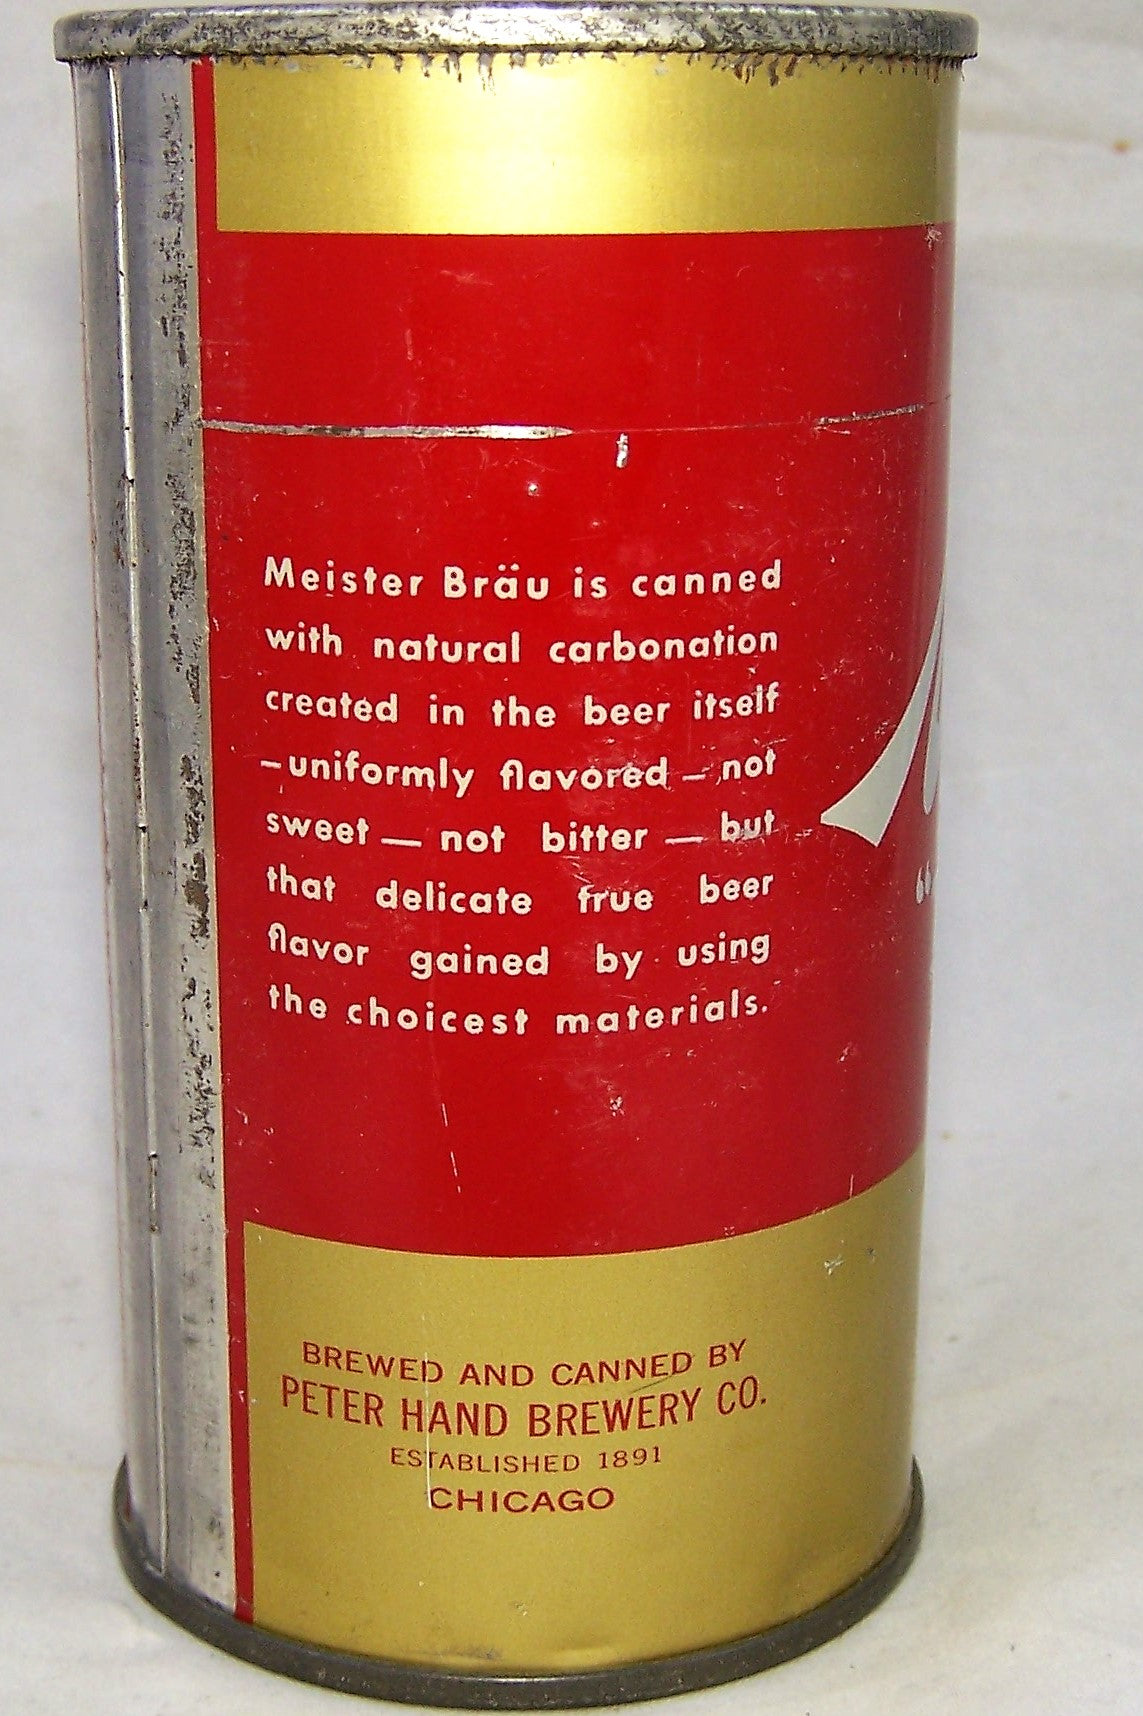 Meister Bräu is canned
with natural carbonation
created in the beer itself
—uniformly flavored — not
sweet — not bitter — but
that delicate true beer
flavor gained by using
the choicest materials.
BREWED AND CANNED BY
PETER HAND BREWERY CO.
ESTABLISHED 1891
CHICAGO